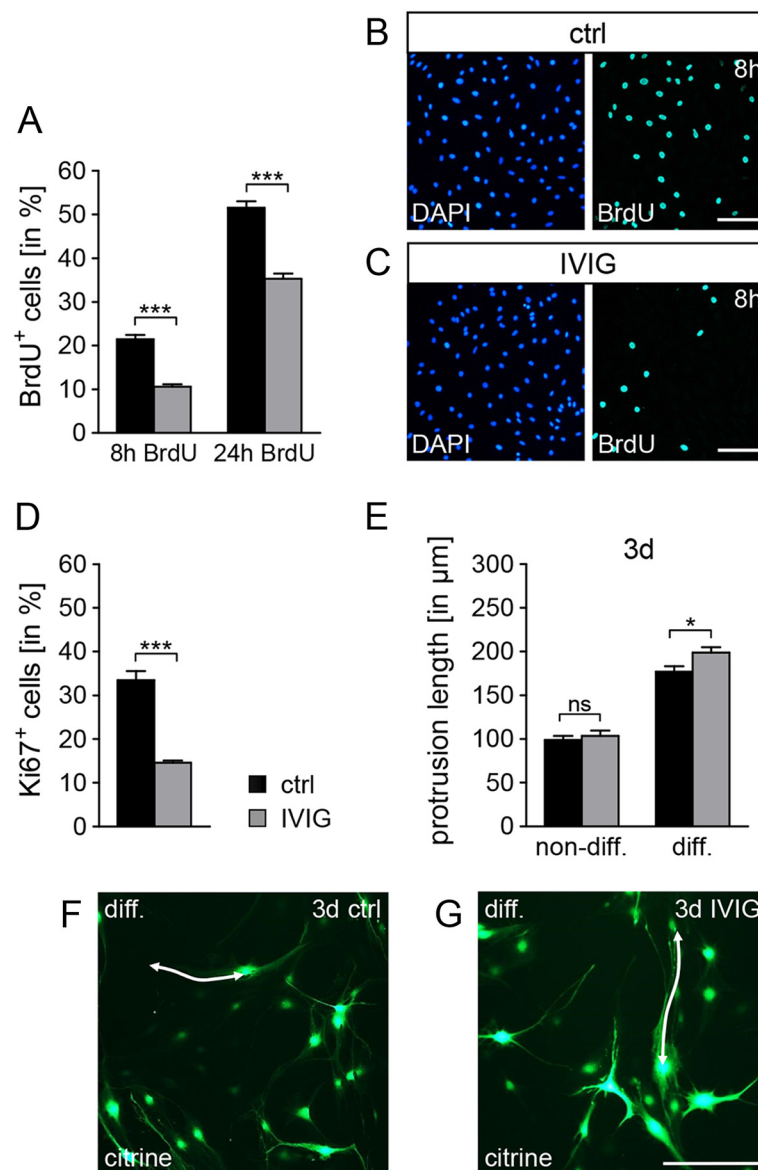 A
BrdU⁺ cells [in %]
60
50
40
30
20
10
0
***
***
8h BrdU
24h BrdU
B
ctrl
8h
DAPI
BrdU
C
IVIG
8h
DAPI
BrdU
D
Ki67⁺ cells [in %]
60
50
40
30
20
10
0
***
ctrl
IVIG
E
3d
protrusion length [in µm]
300
250
200
150
100
50
0
ns
*
non-diff.
diff.
F
diff.
3d ctrl
citrine
G
diff.
3d IVIG
citrine